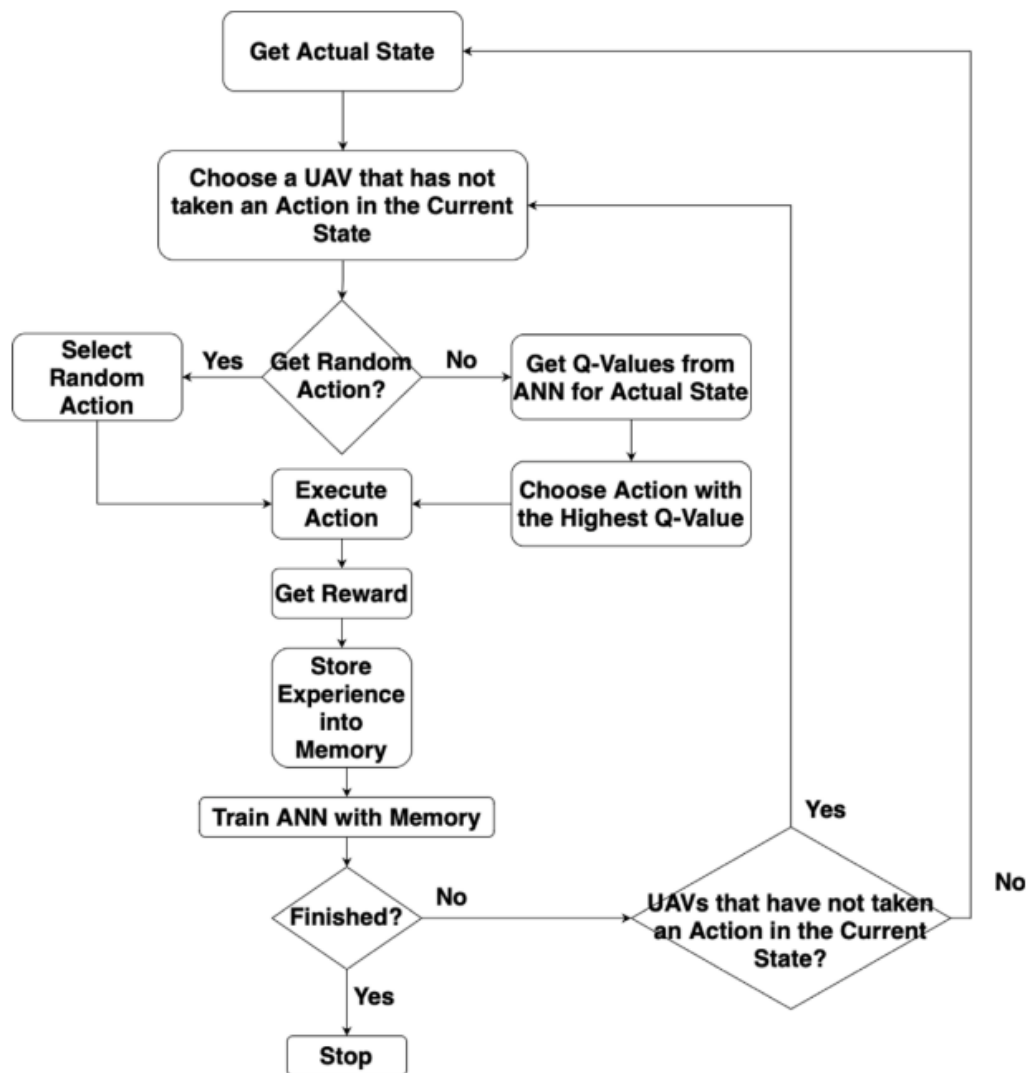 Get Actual State
Choose a UAV that has not
taken an Action in the Current
State
Select
Random
Action
Yes
Get Random
Action?
No
Get Q-Values from
ANN for Actual State
Execute
Action
Choose Action with
the Highest Q-Value
Get Reward
Store
Experience
into
Memory
Train ANN with Memory
Yes
Finished?
No
UAVs that have not taken
an Action in the Current
State?
No
Yes
Stop